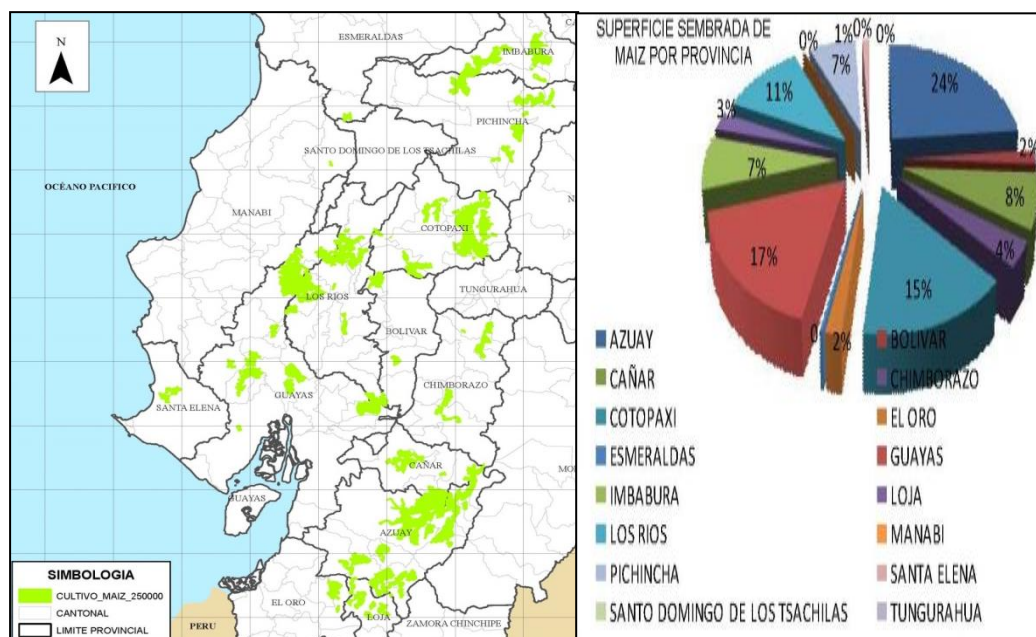 N
ESMERALDAS
CA
IMBABURA
PICHINCHA
SANTO DOMINGO DE LOS TSACHILAS
OCÉANO PACIFICO
MANABI
N
COTOPAXI
TUNGURAHUA
LOS RIOS
BOLIVAR
CHIMBORAZO
GUAYAS
SANTA ELENA
CAÑAR
MO
GUAYAS
AZUAY
EL ORO
LOJA
ZAMORA CHINCHIPE
PERU
SIMBOLOGIA
CULTIVO_MAIZ_250000
CANTONAL
LIMITE PROVINCIAL
SUPERFICIE SEMBRADA DE
MAIZ POR PROVINCIA
0%
1%
0%
0%
7%
24%
11%
3%
2%
7%
8%
4%
17%
15%
0
2%
AZUAY
BOLIVAR
CAÑAR
CHIMBORAZO
COTOPAXI
EL ORO
ESMERALDAS
GUAYAS
IMBABURA
LOJA
LOS RIOS
MANABI
PICHINCHA
SANTA ELENA
SANTO DOMINGO DE LOS TSACHILAS
TUNGURAHUA